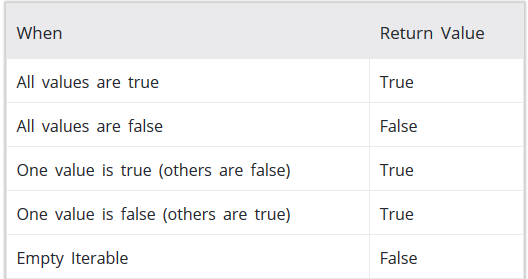 When Return Value
All values are true True
All values are false False
One value is true (others are false) True
One value is false (others are true) True
Empty Iterable False